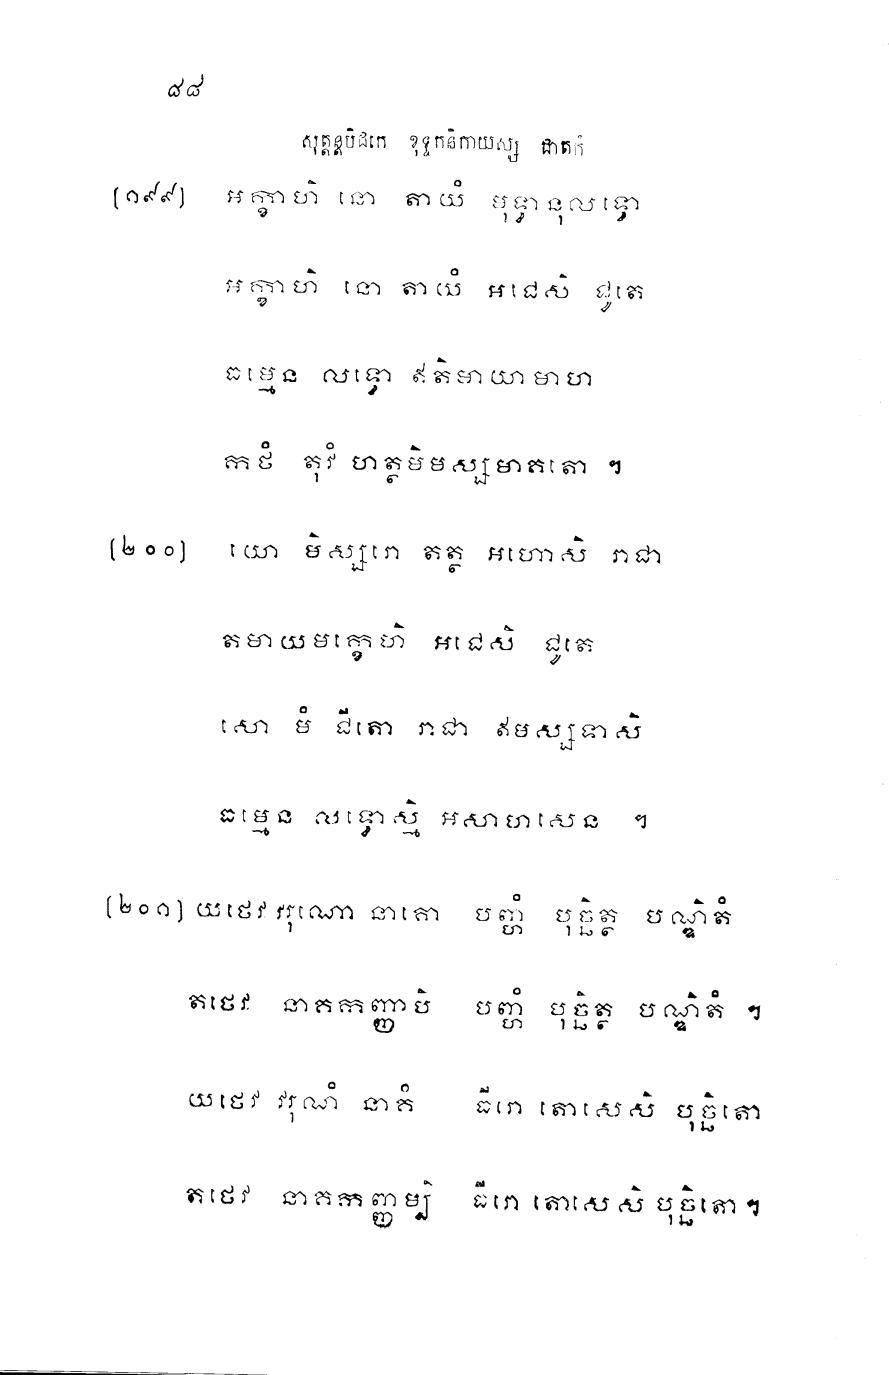 ៨៨
សុត្តន្តបិដកេ ខុទ្ទកនិកាយស្ស ជាតកំ
(១៩៩) អក្ខាហិ នោ តាយំ មុទ្ធានុលទ្ធោ
អក្ខាហិ នោ តាយំ អជេសិ ជូតេ
ធម្មេន លទ្ធោ ឥតិមាយាមាហ
កថំ តុវំ ហត្ថមិមស្សមាគតោ ។
(២០០) យោ មិស្សរោ តត្ថ អហោសិ រាជា
តមាយមក្ខេហិ អជេសិ ជូតេ
សោ មំ ជិតោ រាជា ឥមស្សទាសិ
ធម្មេន លទ្ធោស្មិ អសាហសេន ។
(២០១) យថេវ វរុណោ នាគោ បញ្ហំ បុច្ឆិត្ថ បណ្ឌិតំ
តថេវ នាគកញ្ញាបិ បញ្ហំ បុច្ឆិត្ថ បណ្ឌិតំ ។
យថេវ វរុណំ នាគំ ធីរោ តោសេសិ បុច្ឆិតោ
តថេវ នាគកញ្ញម្បិ ធីរោ តោសេសិ បុច្ឆិតោ ។